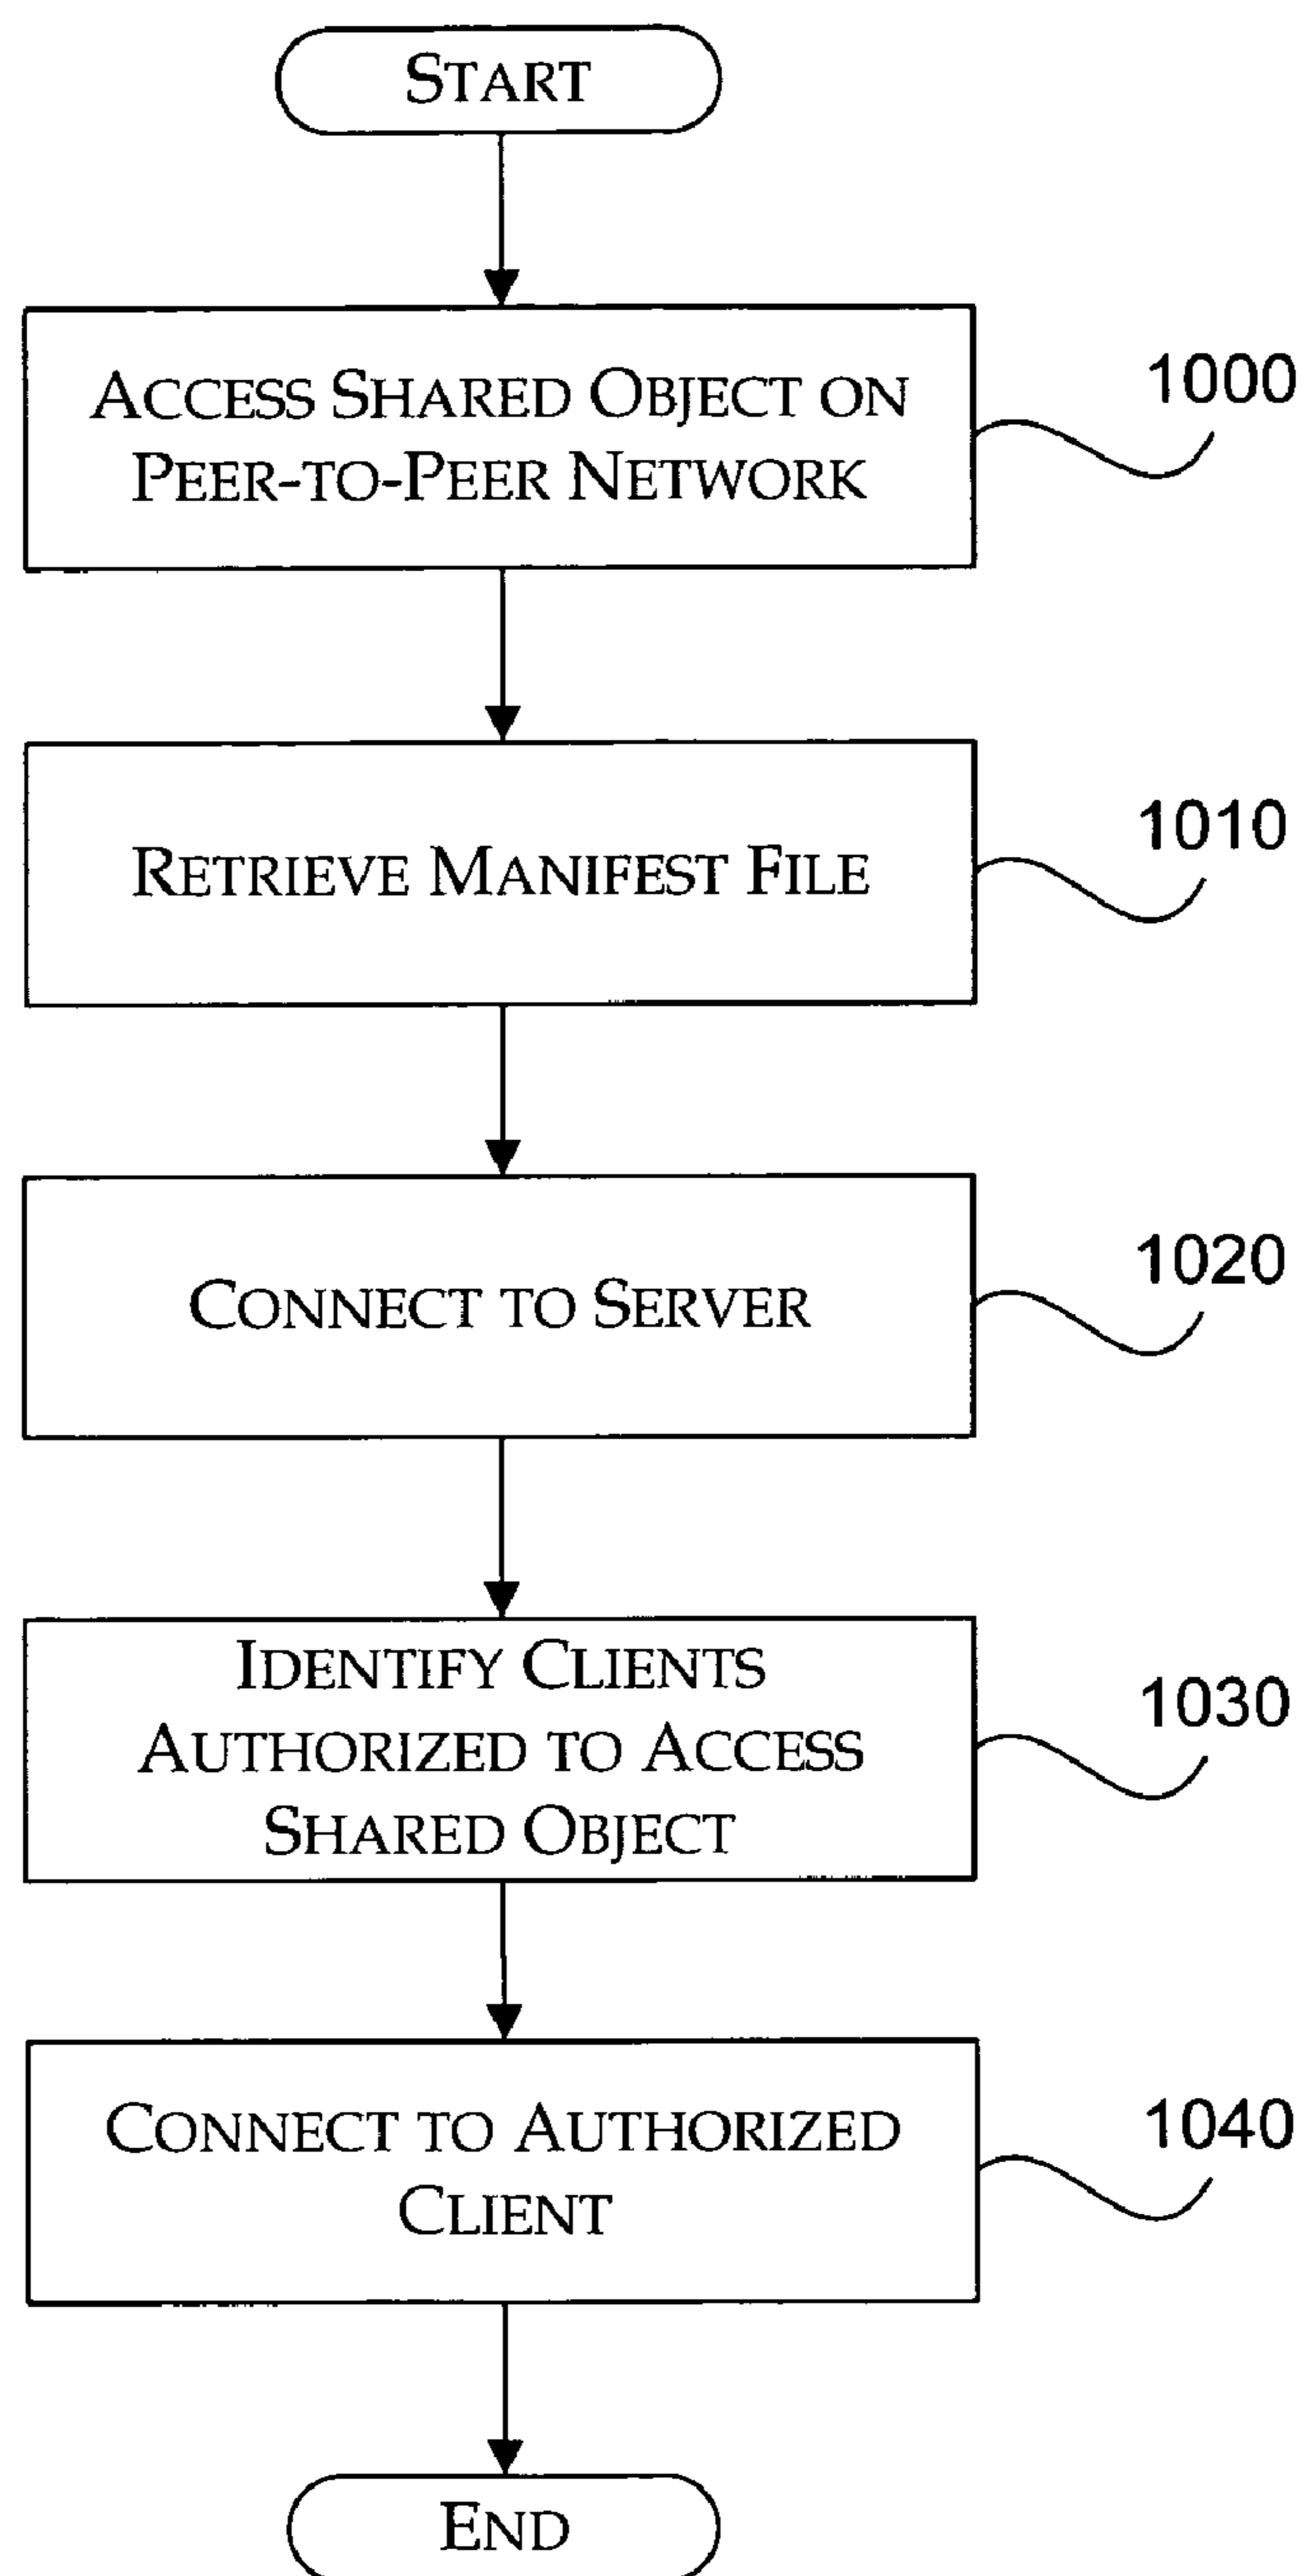 START
ACCESS SHARED OBJECT ON
PEER-TO-PEER NETWORK
1000
RETRIEVE MANIFEST FILE
1010
CONNECT TO SERVER
1020
IDENTIFY CLIENTS
AUTHORIZED TO ACCESS
SHARED OBJECT
1030
CONNECT TO AUTHORIZED
CLIENT
1040
END